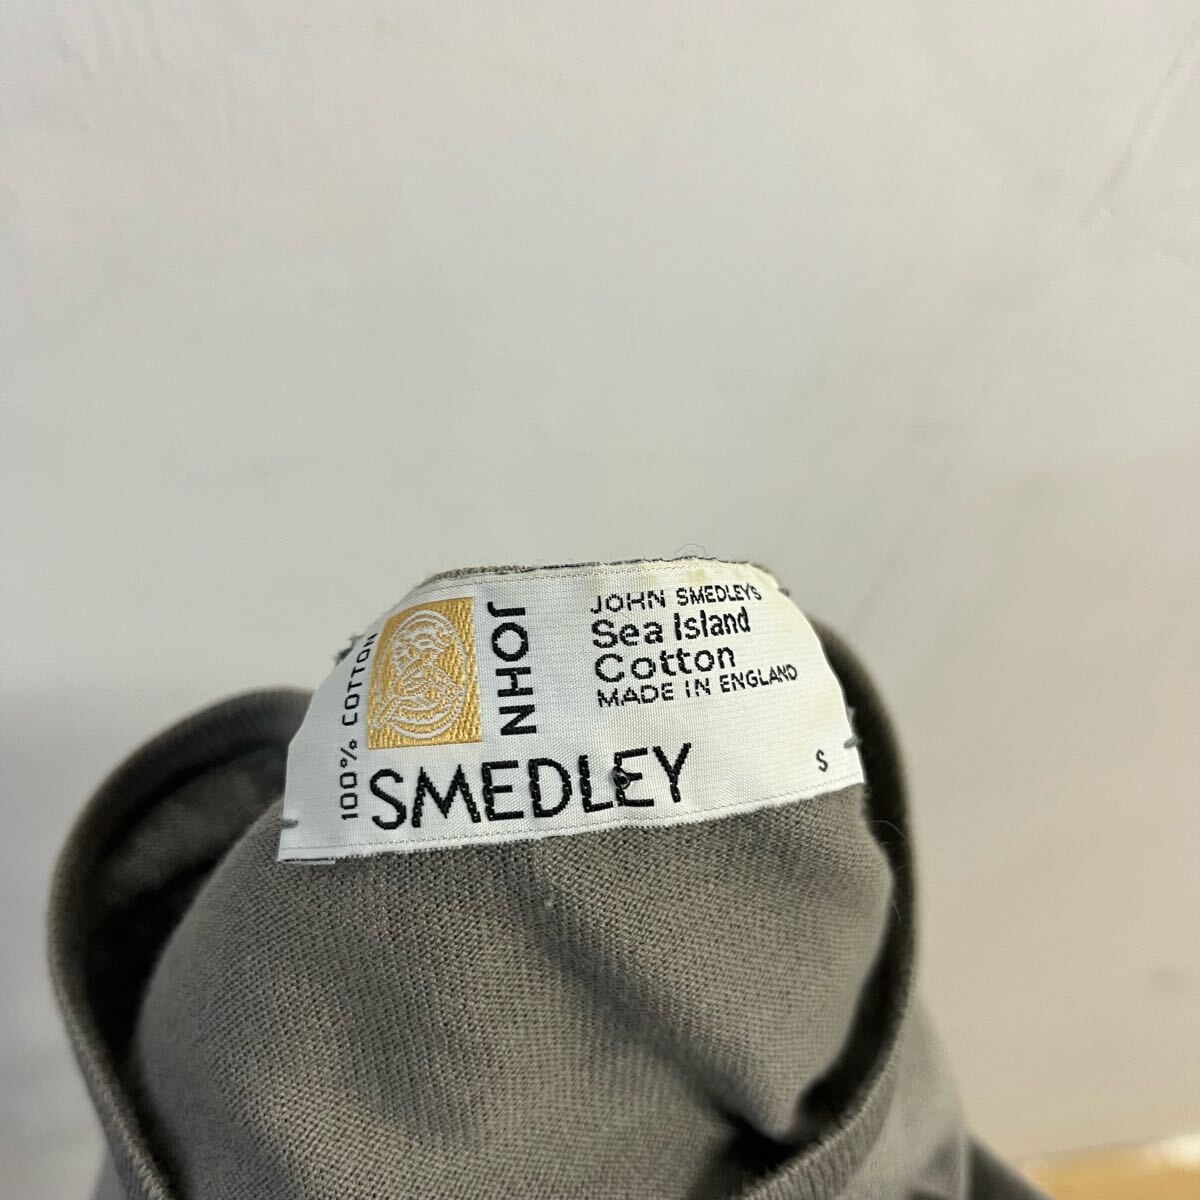 100% COTTON
JOHN
SMEDLEY
JOHN SMEDLEY'S
Sea Island
Cotton
MADE IN ENGLAND
S